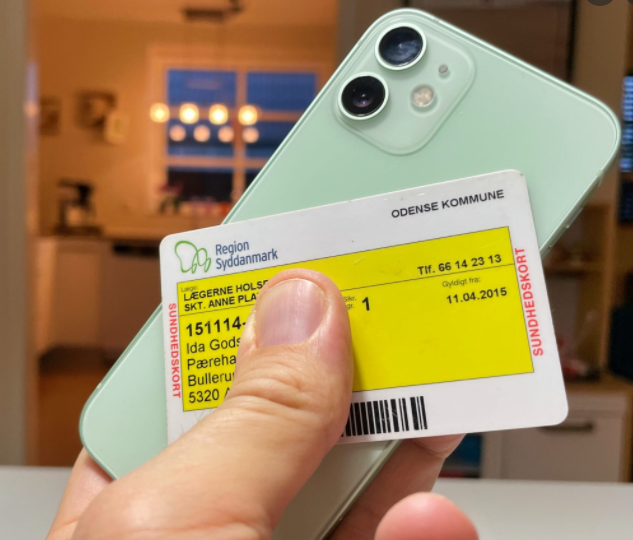 ODENSE KOMMUNE
Region
Syddanmark
Læge:
LÆGERNE HOLS
SKT. ANNE PLA
Tlf. 66 14 23 13
151114-
1
Gyldigt fra:
11.04.2015
Ida Gods
Pæreha
Bulleru
5320
SUNDHEDSKORT
SUNDHEDSKORT